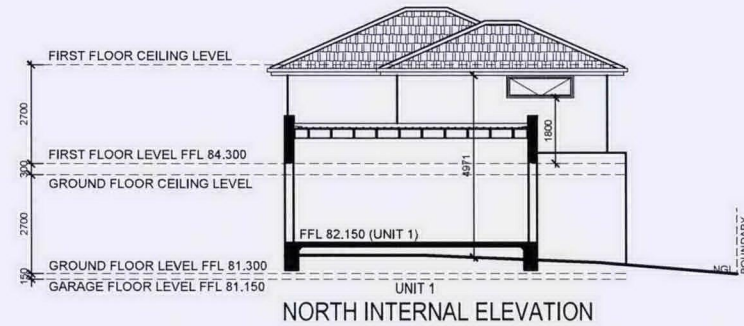 FIRST FLOOR CEILING LEVEL
2700
FIRST FLOOR LEVEL FFL 84.300
300
GROUND FLOOR CEILING LEVEL
2700
GROUND FLOOR LEVEL FFL 81.300
150
GARAGE FLOOR LEVEL FFL 81.150
1800
4971
FFL 82.150 (UNIT 1)
UNIT 1
NORTH INTERNAL ELEVATION
BOUNDARY